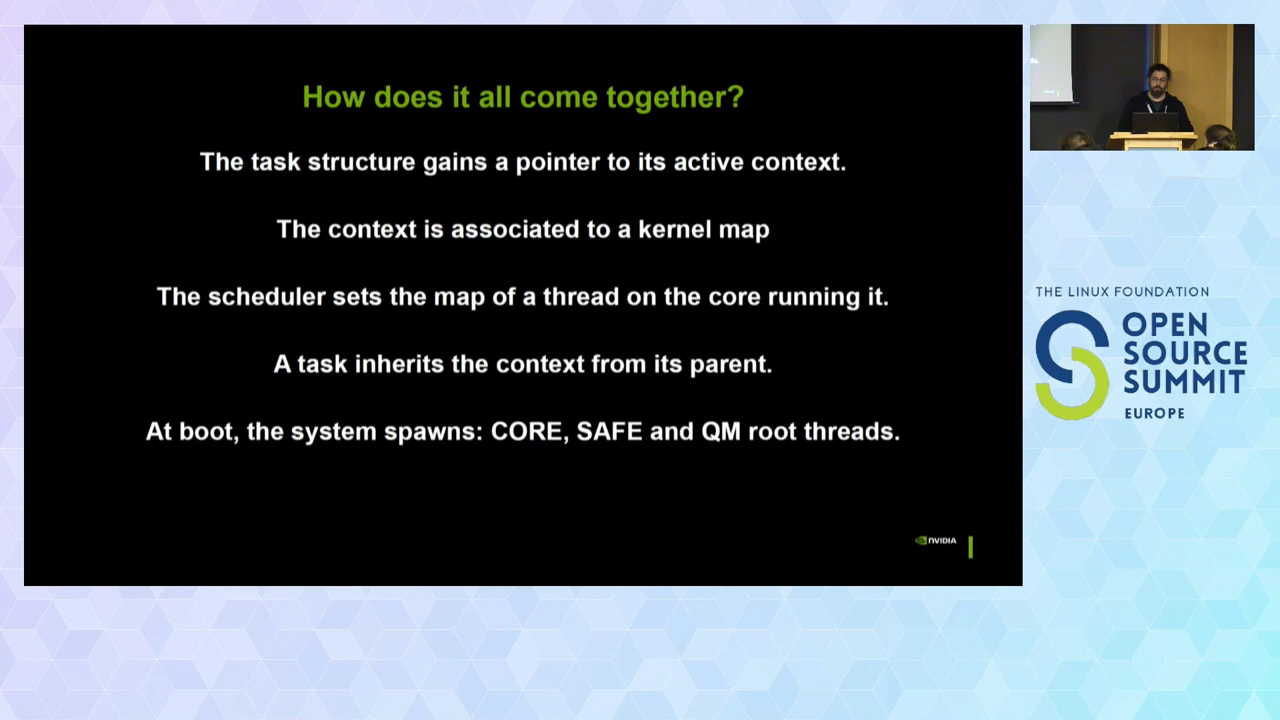 How does it all come together?
The task structure gains a pointer to its active context.
The context is associated to a kernel map
The scheduler sets the map of a thread on the core running it.
A task inherits the context from its parent.
At boot, the system spawns: CORE, SAFE and QM root threads.
NVIDIA
THE LINUX FOUNDATION
OPEN
SOURCE
SUMMIT
EUROPE